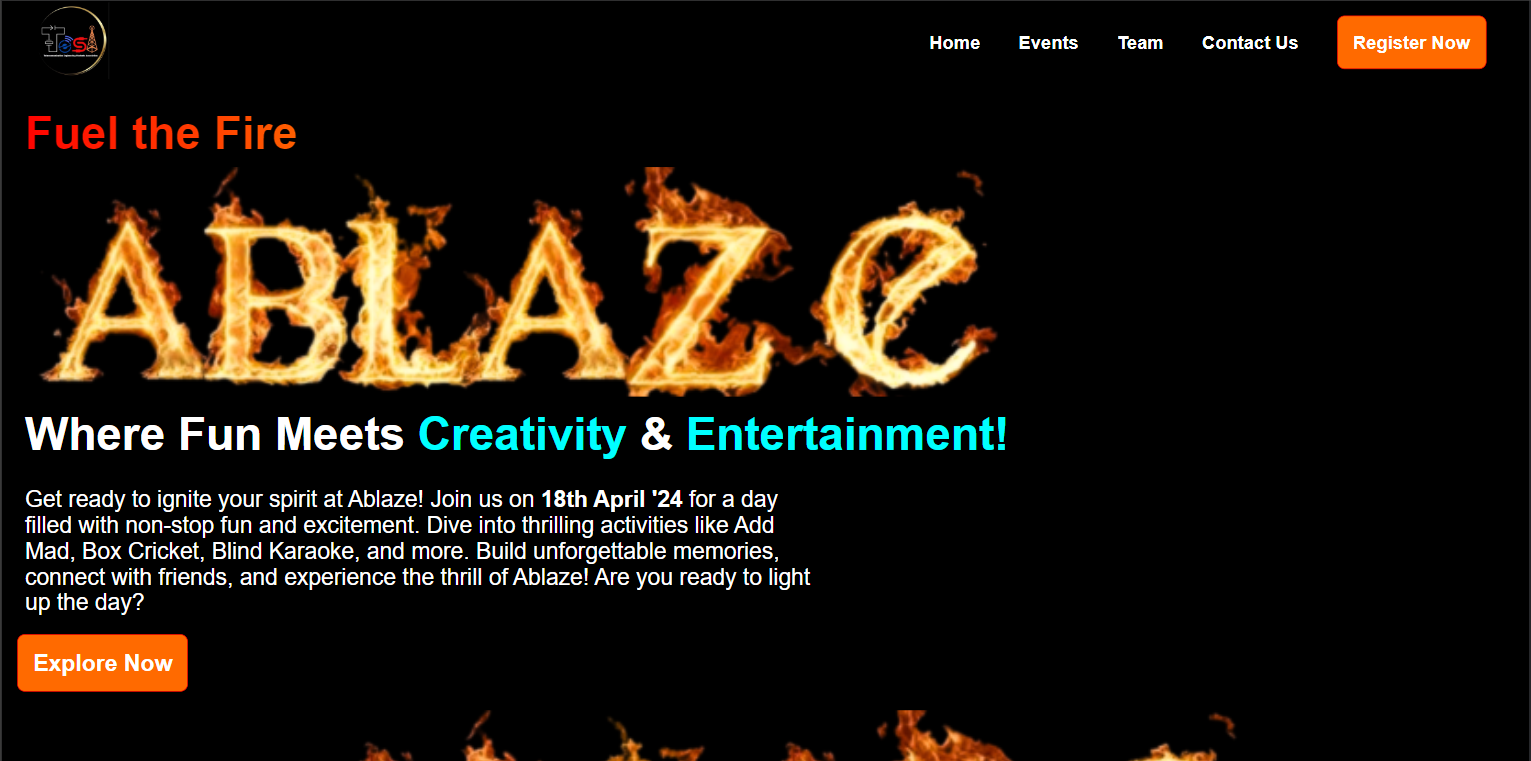 Tesa
Home Events Team Contact Us Register Now
Fuel the Fire
ABLAZE
Where Fun Meets Creativity & Entertainment!
Get ready to ignite your spirit at Ablaze! Join us on 18th April '24 for a day
filled with non-stop fun and excitement. Dive into thrilling activities like Add
Mad, Box Cricket, Blind Karaoke, and more. Build unforgettable memories,
connect with friends, and experience the thrill of Ablaze! Are you ready to light
up the day?
Explore Now